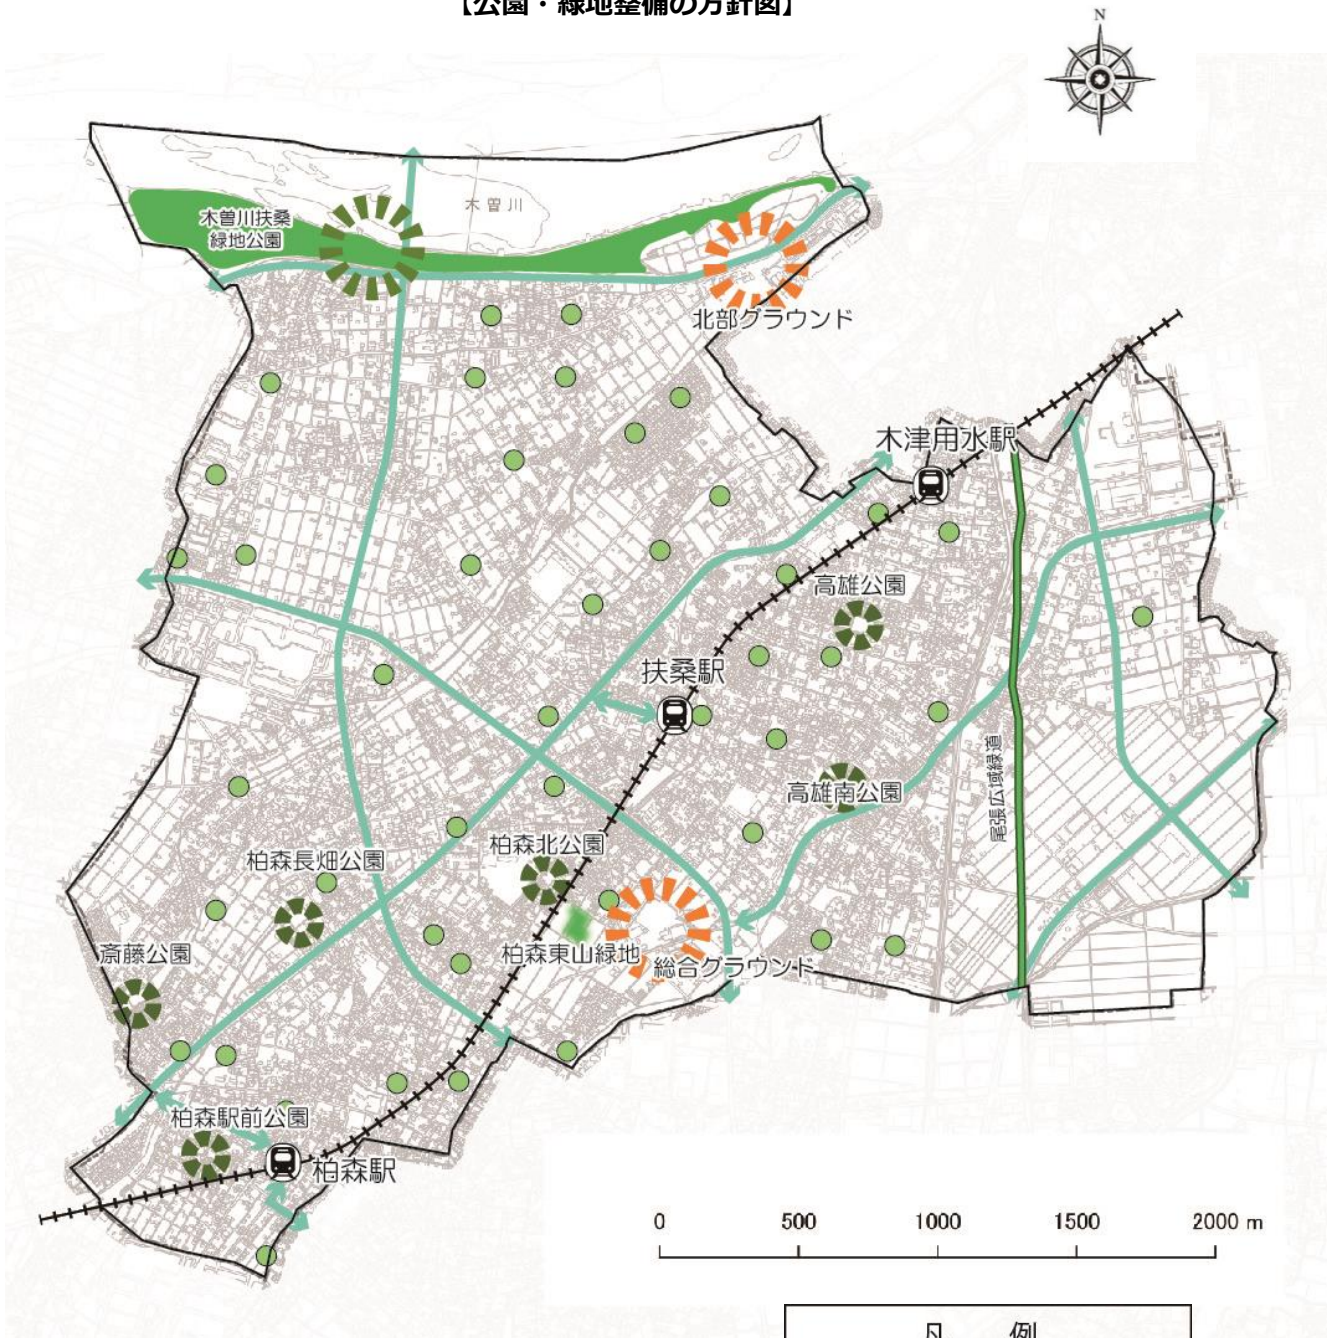 【公園・緑地整備の方針図】
N
木曽川
木曽川扶桑
緑地公園
北部グラウンド
木津用水駅
高雄公園
扶桑駅
尾張広域緑道
高雄南公園
柏森北公園
柏森長畑公園
斎藤公園
柏森東山緑地
総合グラウンド
柏森駅前公園
柏森駅
0 500 1000 1500 2000 m
凡 例